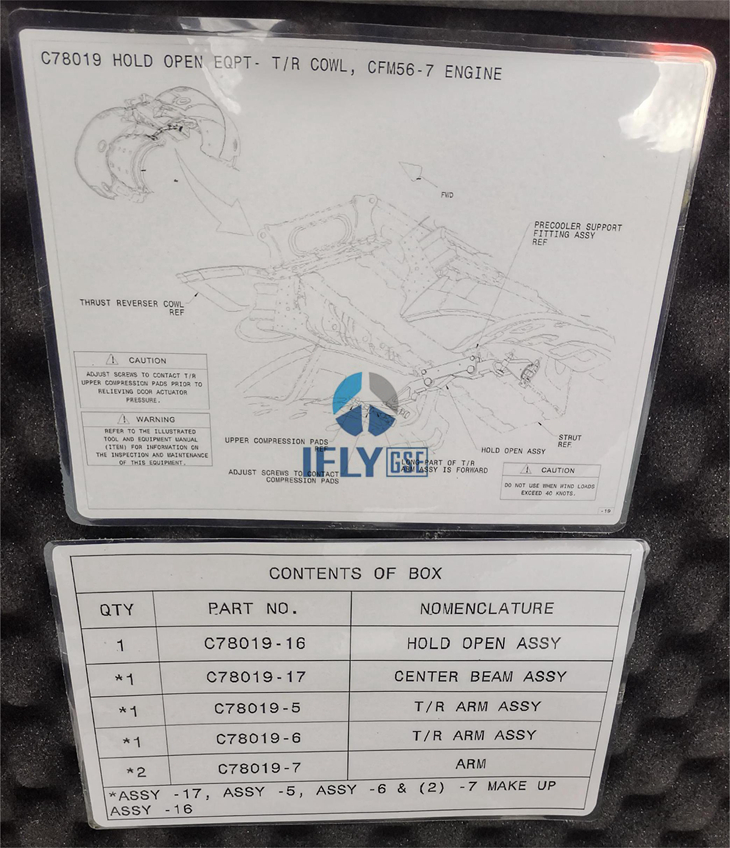 C78019 HOLD OPEN EQPT- T/R COWL, CFM56-7 ENGINE
FWD
PRECOOLER SUPPORT
FITTING ASSY
REF
THRUST REVERSER COWL
REF
CAUTION
ADJUST SCREWS TO CONTACT T/R
UPPER COMPRESSION PADS PRIOR TO
RELIEVING DOOR ACTUATOR
PRESSURE.
WARNING
REFER TO THE ILLUSTRATED
TOOL AND EQUIPMENT MANUAL
(ITEM) FOR INFORMATION ON
THE INSPECTION AND MAINTENANCE
OF THIS EQUIPMENT.
UPPER COMPRESSION PADS
REF
ADJUST SCREWS TO CONTACT
COMPRESSION PADS
IFLY GSE
LONG PART OF T/R
ARM ASSY IS FORWARD
HOLD OPEN ASSY
STRUT
REF
CAUTION
DO NOT USE WHEN WIND LOADS
EXCEED 40 KNOTS.
-19
CONTENTS OF BOX
QTY PART NO. NOMENCLATURE
1 C78019-16 HOLD OPEN ASSY
*1 C78019-17 CENTER BEAM ASSY
*1 C78019-5 T/R ARM ASSY
*1 C78019-6 T/R ARM ASSY
*2 C78019-7 ARM
*ASSY -17, ASSY -5, ASSY -6 & (2) -7 MAKE UP
ASSY -16